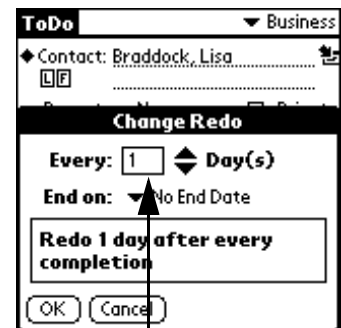 ToDo Business
Contact: Braddock, Lisa
L F
Change Redo
Every: 1 Day(s)
End on: No End Date
Redo 1 day after every
completion
OK Cancel